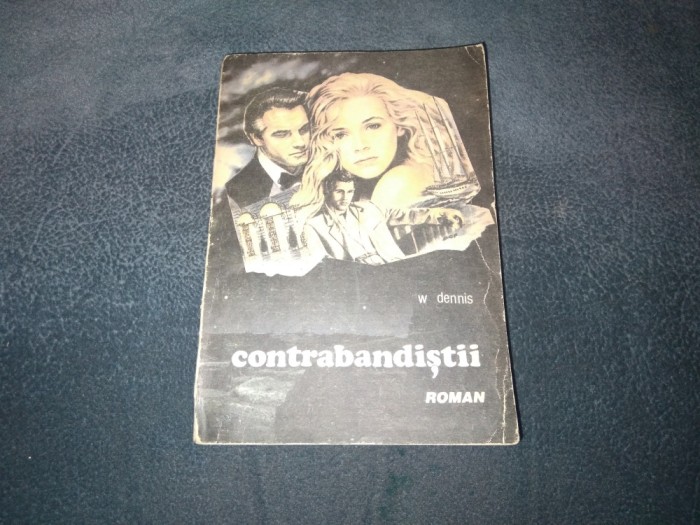 w dennis
contrabandiștii
ROMAN